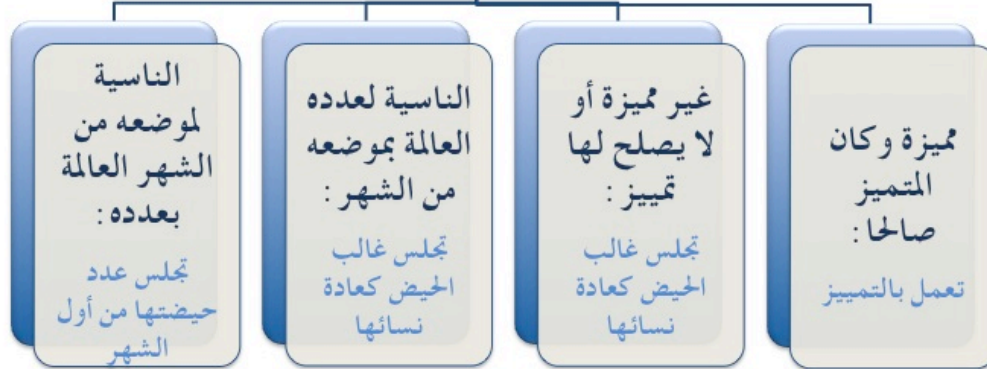 مميزة وكان
المتميز
صالحا :
تعمل بالتمييز
غير مميزة أو
لا يصلح لها
تمييز :
تجلس غالب
الحيض كعادة
نسائها
الناسية لعدده
العالمة بموضعه
من الشهر :
تجلس غالب
الحيض كعادة
نسائها
الناسية
لموضعه من
الشهر العالمة
بعدده :
تجلس عدد
حيضتها من أول
الشهر